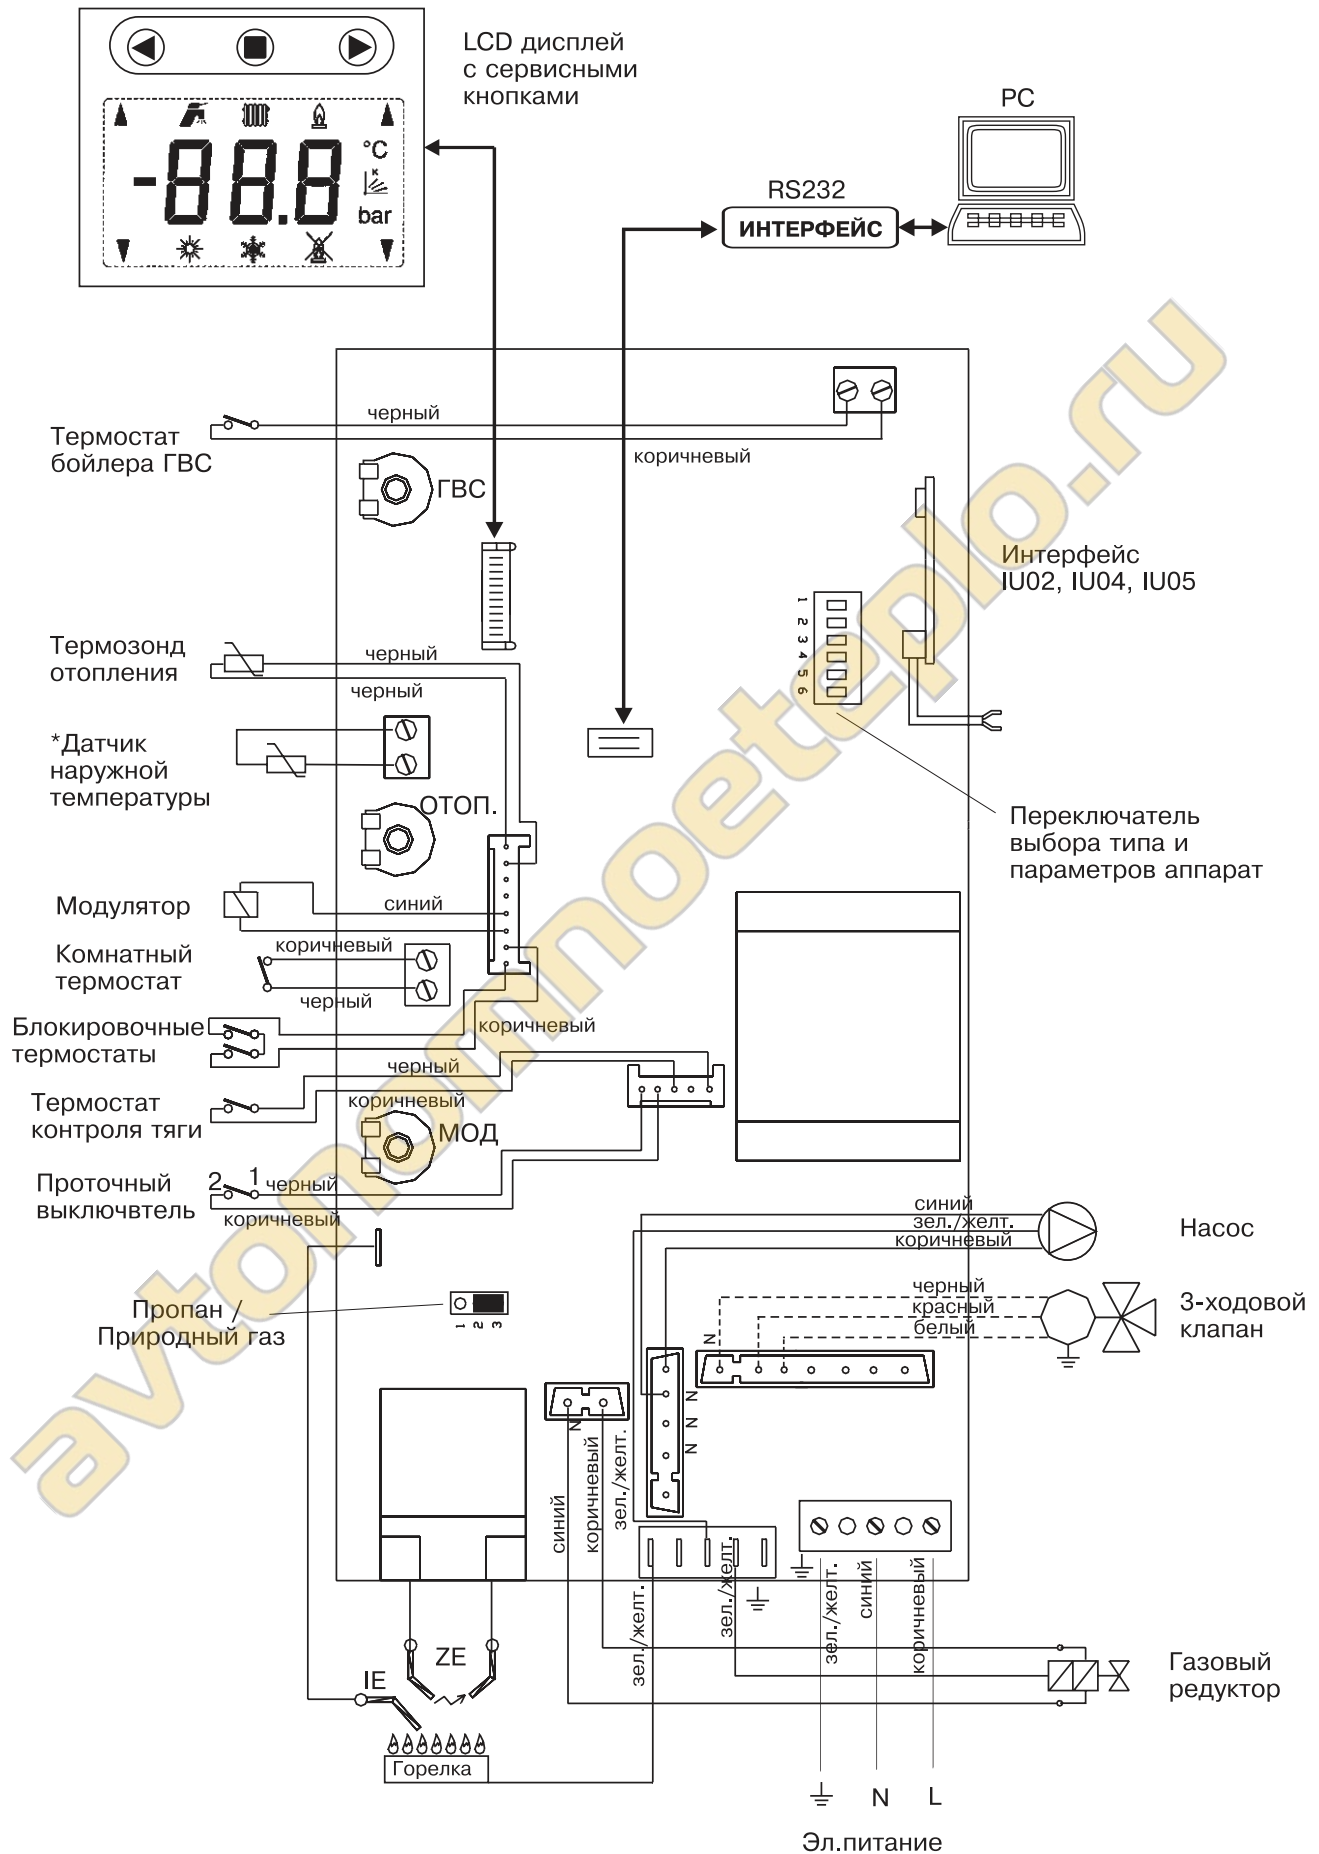 LCD дисплей
с сервисными
кнопками
-88.8
°C
K
bar
PC
RS232
ИНТЕРФЕЙС
Термостат
бойлера ГВС
черный
коричневый
ГВС
Интерфейс
IU02, IU04, IU05
1
2
3
4
5
6
Термозонд
отопления
черный
черный
*Датчик
наружной
температуры
ОТОП.
Переключатель
выбора типа и
параметров аппарат
Модулятор
синий
Комнатный
термостат
коричневый
черный
Блокировочные
термостаты
коричневый
черный
Термостат
контроля тяги
коричневый
МОД
Проточный
выключвтель
2
1
черный
коричневый
синий
зел./желт.
коричневый
Насос
черный
красный
белый
3-ходовой
клапан
Пропан /
Природный газ
1 2 3
N
N
N
N
N
синий
коричневый
зел./желт.
зел./желт.
зел./желт.
зел./желт.
синий
коричневый
ZE
IE
Горелка
Газовый
редуктор
N
L
Эл.питание
avtonomnoeteplo.ru